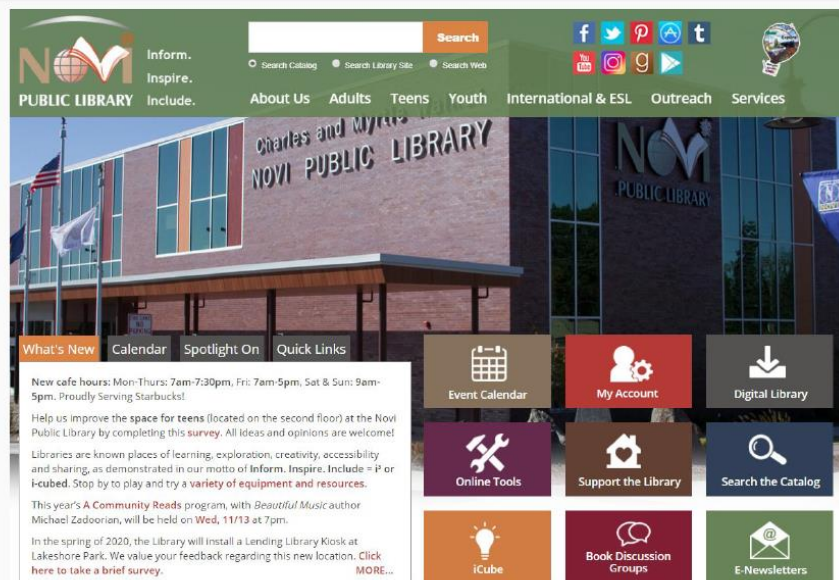 NOVI
PUBLIC LIBRARY
Inform.
Inspire.
Include.
Search
Search Catalog Search Library Site Search Web
You
Tube
About Us Adults Teens Youth International & ESL Outreach Services
Charles and Myrtle
NOVI PUBLIC LIBRARY
NOVI
PUBLIC LIBRARY
NO
PARKING
What's New Calendar Spotlight On Quick Links
New cafe hours: Mon-Thurs: 7am-7:30pm, Fri: 7am-5pm, Sat & Sun: 9am-
5pm. Proudly Serving Starbucks!
Help us improve the space for teens (located on the second floor) at the Novi
Public Library by completing this survey. All ideas and opinions are welcome!
Libraries are known places of learning, exploration, creativity, accessibility
and sharing, as demonstrated in our motto of Inform. Inspire. Include = i³ or
i-cubed. Stop by to play and try a variety of equipment and resources.
This year's A Community Reads program, with Beautiful Music author
Michael Zadoorian, will be held on Wed, 11/13 at 7pm.
In the spring of 2020, the Library will install a Lending Library Kiosk at
Lakeshore Park. We value your feedback regarding this new location. Click
here to take a brief survey. MORE...
Event Calendar
My Account
Digital Library
Online Tools
Support the Library
Search the Catalog
iCube
Book Discussion
Groups
E-Newsletters